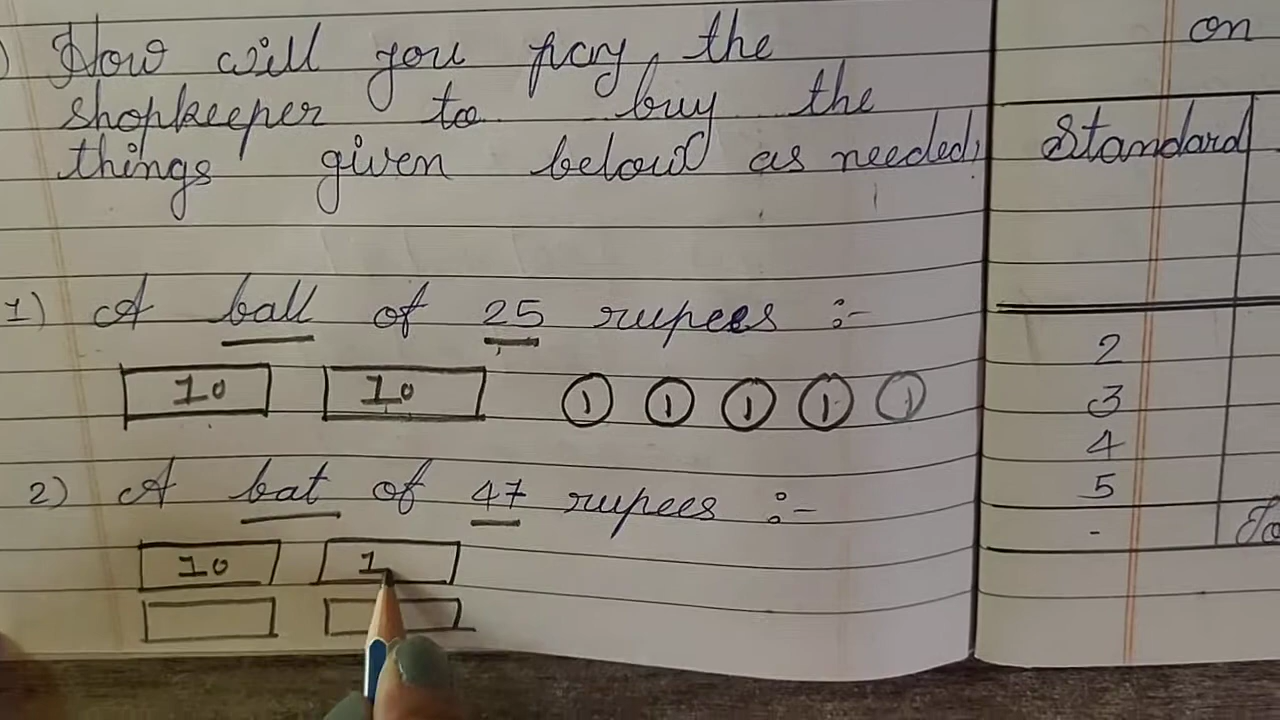 ) How will you pay the
shopkeeper to buy the
things given below as needed,
1) A ball of 25 rupees :-
10 10 1 1 1 1 1
2) A bat of 47 rupees :-
10 1
on
Standard
2
3
4
5
-